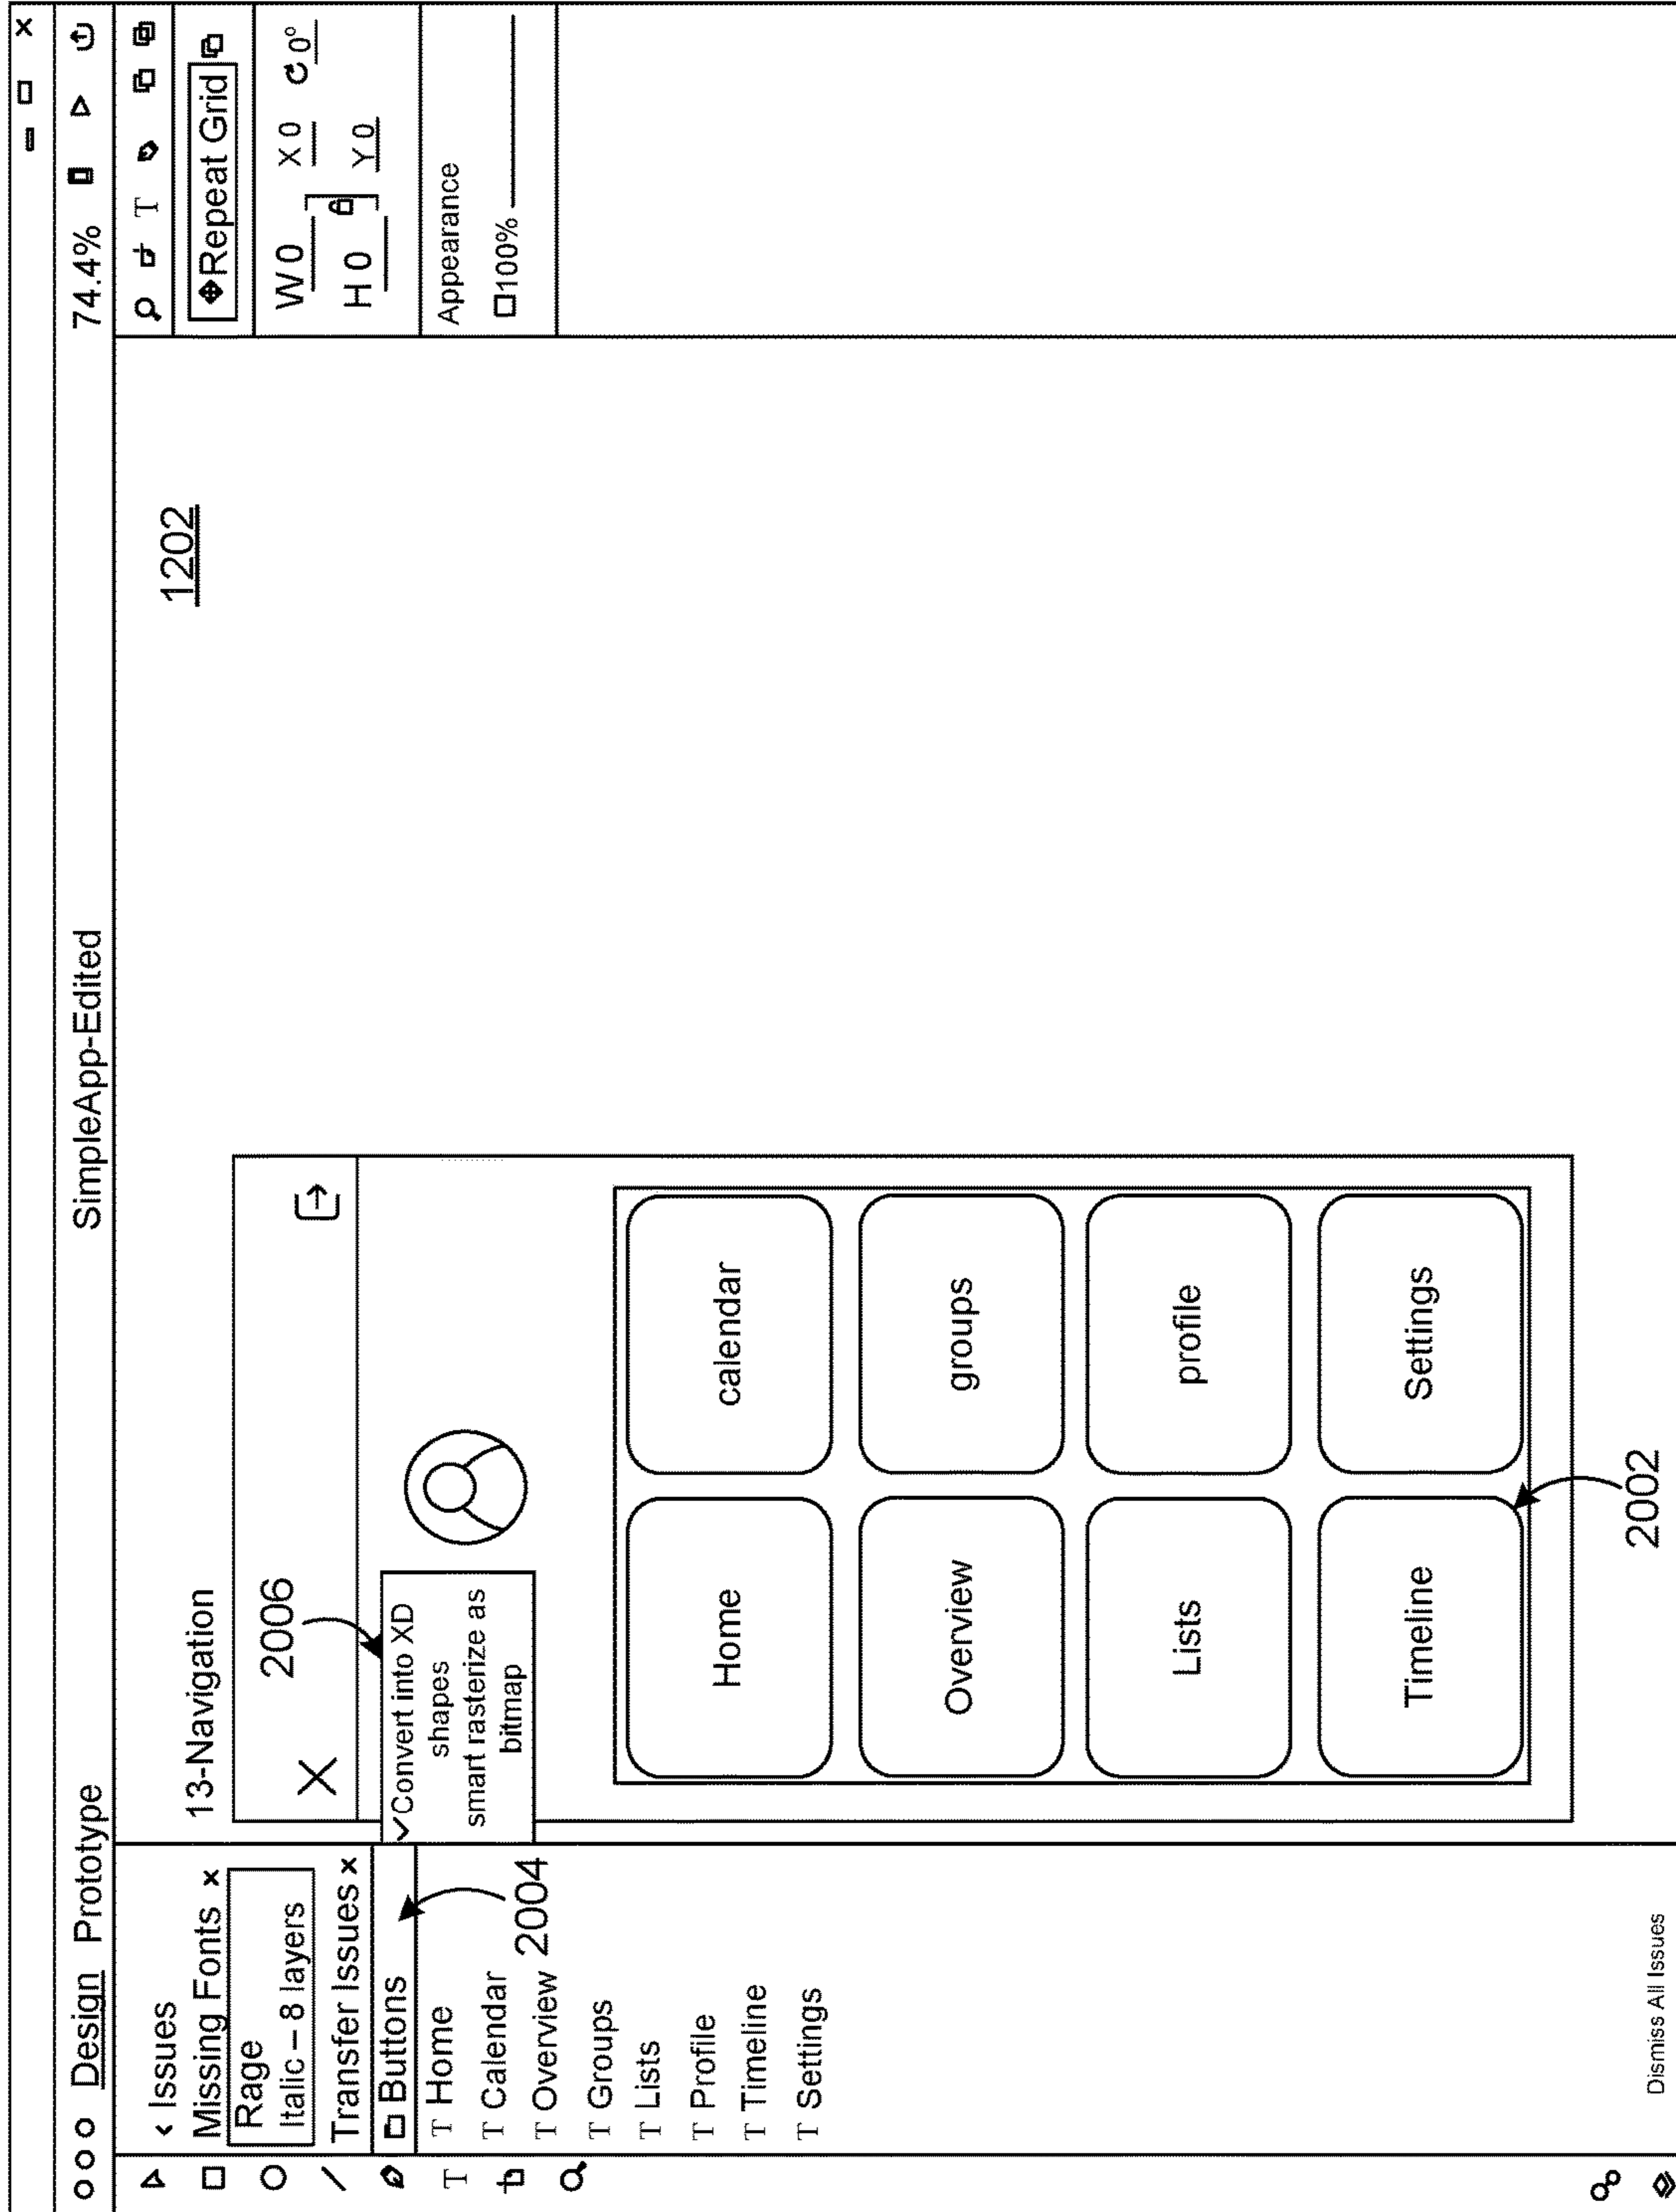 Design Prototype SimpleApp-Edited 74.4%
< Issues
Missing Fonts x
Rage
Italic – 8 layers
Transfer Issues x
Buttons
T Home
T Calendar
T Overview
T Groups
T Lists
T Profile
T Timeline
T Settings
Dismiss All Issues
2004
13-Navigation
2006
✓Convert into XD
shapes
smart rasterize as
bitmap
Home calendar
Overview groups
Lists profile
Timeline Settings
2002
1202
T
Repeat Grid
W 0 X 0 0°
H 0 Y 0
Appearance
100%